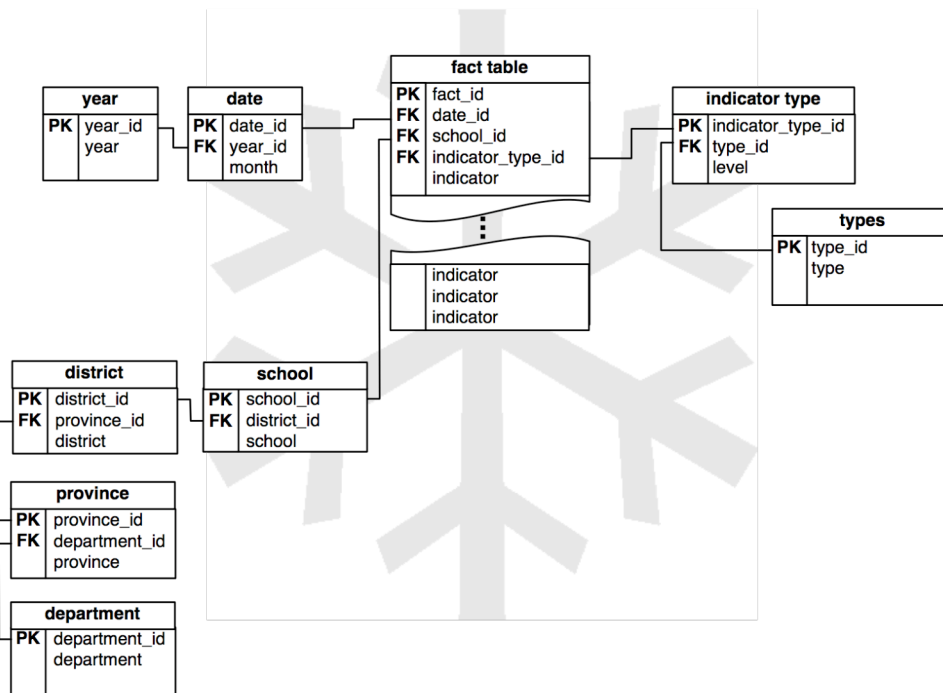 fact table
PK fact_id
FK date_id
FK school_id
FK indicator_type_id
indicator
indicator
indicator
indicator
year
PK year_id
year
date
PK date_id
FK year_id
month
indicator type
PK indicator_type_id
FK type_id
level
types
PK type_id
type
district
PK district_id
FK province_id
district
school
PK school_id
FK district_id
school
province
PK province_id
FK department_id
province
department
PK department_id
department